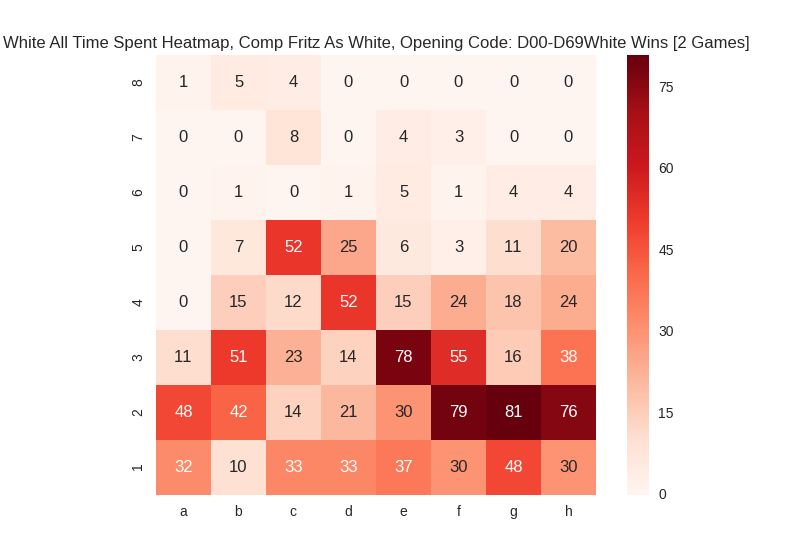 White All Time Spent Heatmap, Comp Fritz As White, Opening Code: D00-D69White Wins [2 Games]
8 1 5 4 0 0 0 0 0
7 0 0 8 0 4 3 0 0
6 0 1 0 1 5 1 4 4
5 0 7 52 25 6 3 11 20
4 0 15 12 52 15 24 18 24
3 11 51 23 14 78 55 16 38
2 48 42 14 21 30 79 81 76
1 32 10 33 33 37 30 48 30
a b c d e f g h
75
60
45
30
15
0